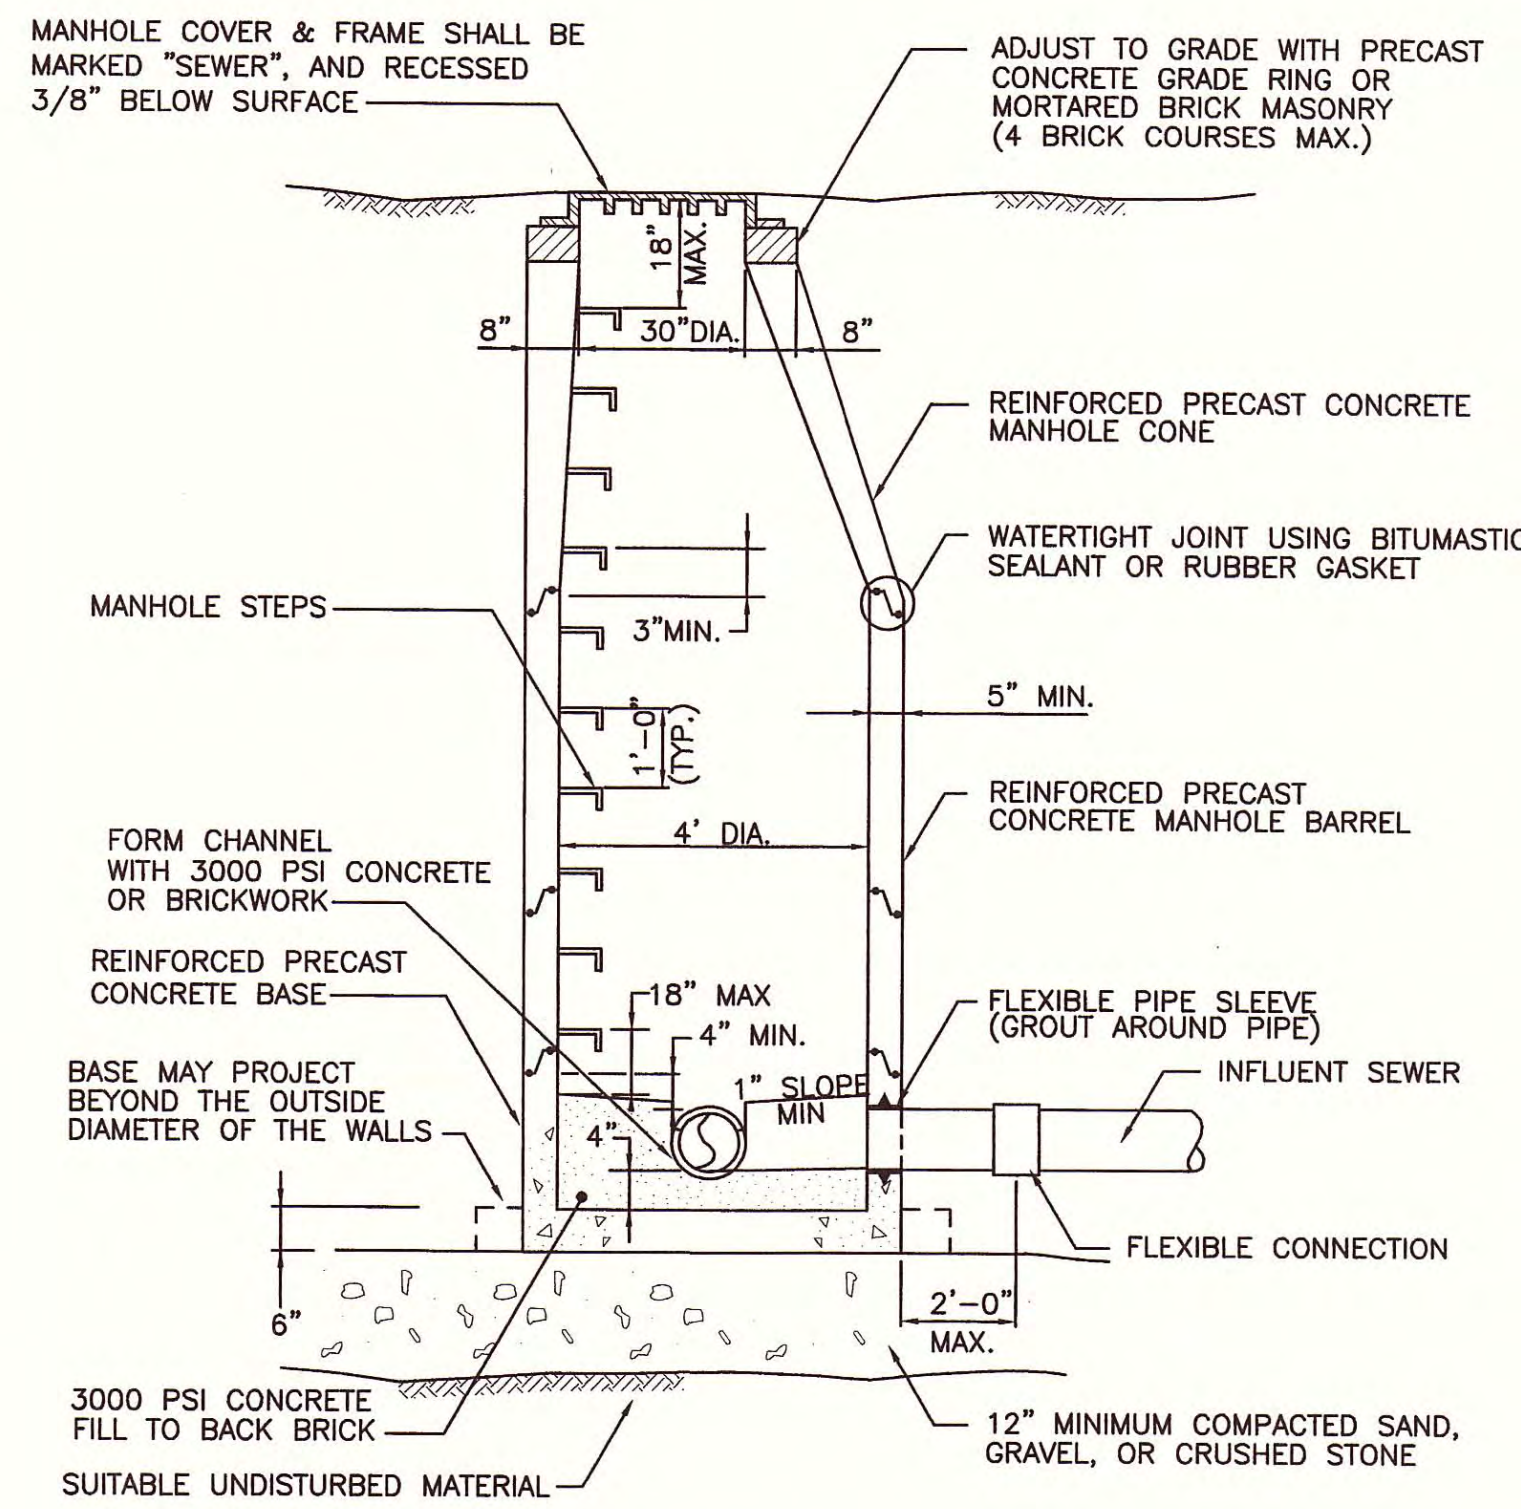 MANHOLE COVER & FRAME SHALL BE
MARKED "SEWER", AND RECESSED
3/8" BELOW SURFACE
ADJUST TO GRADE WITH PRECAST
CONCRETE GRADE RING OR
MORTARED BRICK MASONRY
(4 BRICK COURSES MAX.)
18"
MAX.
8"
30"DIA.
8"
REINFORCED PRECAST CONCRETE
MANHOLE CONE
WATERTIGHT JOINT USING BITUMASTIC
SEALANT OR RUBBER GASKET
MANHOLE STEPS
3"MIN.
5" MIN.
1'-0"
(TYP.)
REINFORCED PRECAST
CONCRETE MANHOLE BARREL
4' DIA.
FORM CHANNEL
WITH 3000 PSI CONCRETE
OR BRICKWORK
REINFORCED PRECAST
CONCRETE BASE
18" MAX
4" MIN.
FLEXIBLE PIPE SLEEVE
(GROUT AROUND PIPE)
BASE MAY PROJECT
BEYOND THE OUTSIDE
DIAMETER OF THE WALLS
1" SLOPE
MIN
INFLUENT SEWER
4"
FLEXIBLE CONNECTION
6"
2'-0"
MAX.
3000 PSI CONCRETE
FILL TO BACK BRICK
12" MINIMUM COMPACTED SAND,
GRAVEL, OR CRUSHED STONE
SUITABLE UNDISTURBED MATERIAL